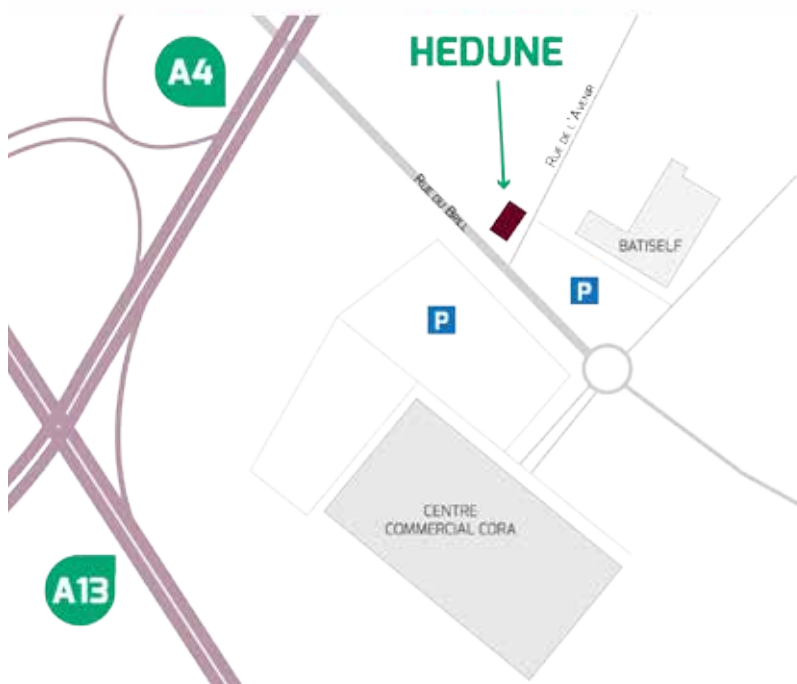 HEDUNE
A4
RUE DE L'AVENIR
RUE DU BRILL
BATISELF
P
P
CENTRE
COMMERCIAL CORA
A13